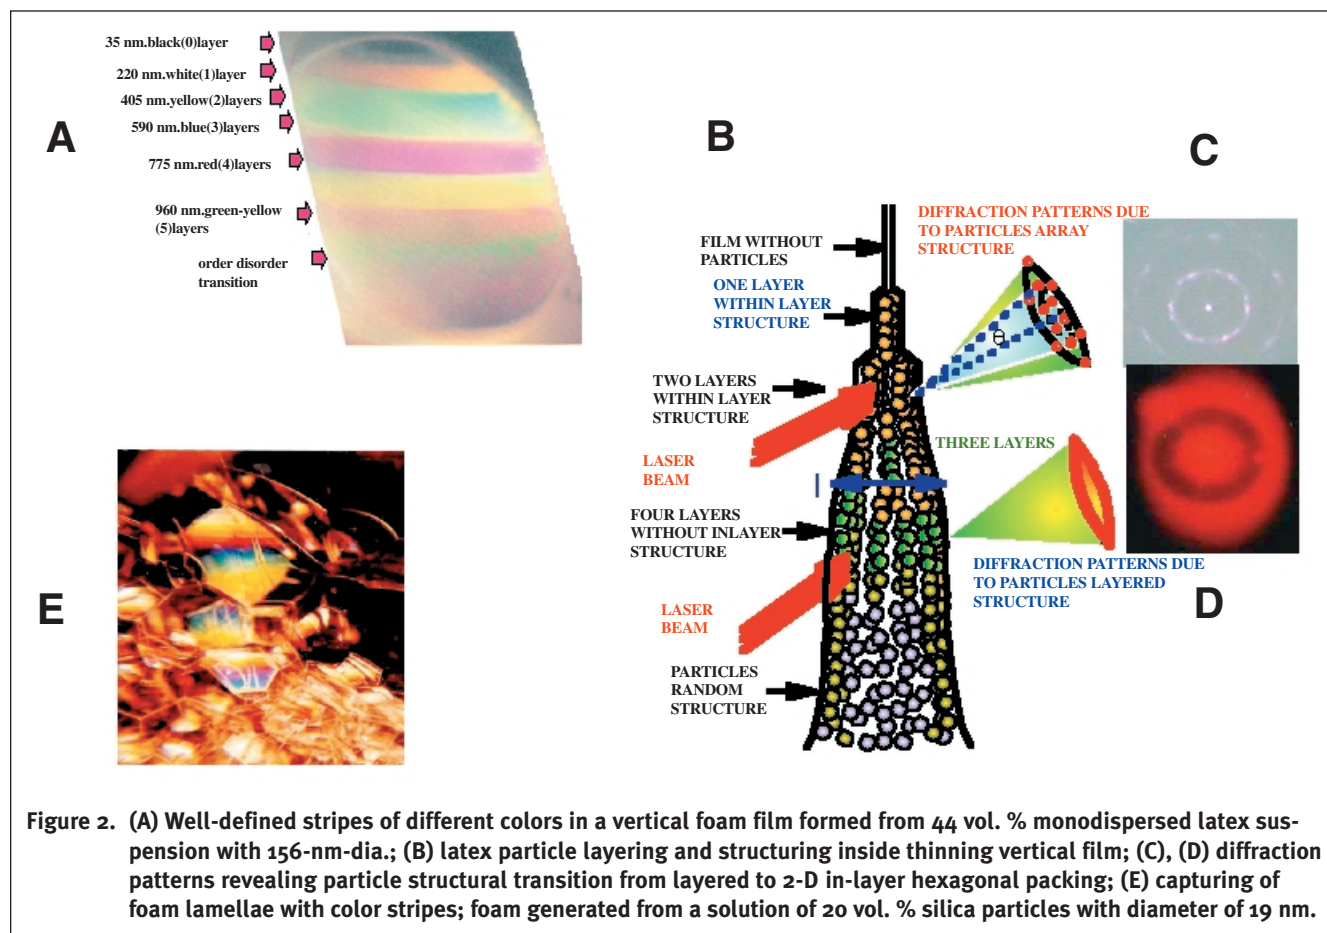 35 nm.black(0)layer
220 nm.white(1)layer
405 nm.yellow(2)layers
590 nm.blue(3)layers
775 nm.red(4)layers
960 nm.green-yellow
(5)layers
order disorder
transition
A
B
C
FILM WITHOUT
PARTICLES
ONE LAYER
WITHIN LAYER
STRUCTURE
TWO LAYERS
WITHIN LAYER
STRUCTURE
LASER
BEAM
FOUR LAYERS
WITHOUT INLAYER
STRUCTURE
LASER
BEAM
PARTICLES
RANDOM
STRUCTURE
DIFFRACTION PATTERNS DUE
TO PARTICLES ARRAY
STRUCTURE
θ
THREE LAYERS
l
DIFFRACTION PATTERNS DUE
TO PARTICLES LAYERED
STRUCTURE
D
E
Figure 2. (A) Well-defined stripes of different colors in a vertical foam film formed from 44 vol. % monodispersed latex sus-
pension with 156-nm-dia.; (B) latex particle layering and structuring inside thinning vertical film; (C), (D) diffraction
patterns revealing particle structural transition from layered to 2-D in-layer hexagonal packing; (E) capturing of
foam lamellae with color stripes; foam generated from a solution of 20 vol. % silica particles with diameter of 19 nm.